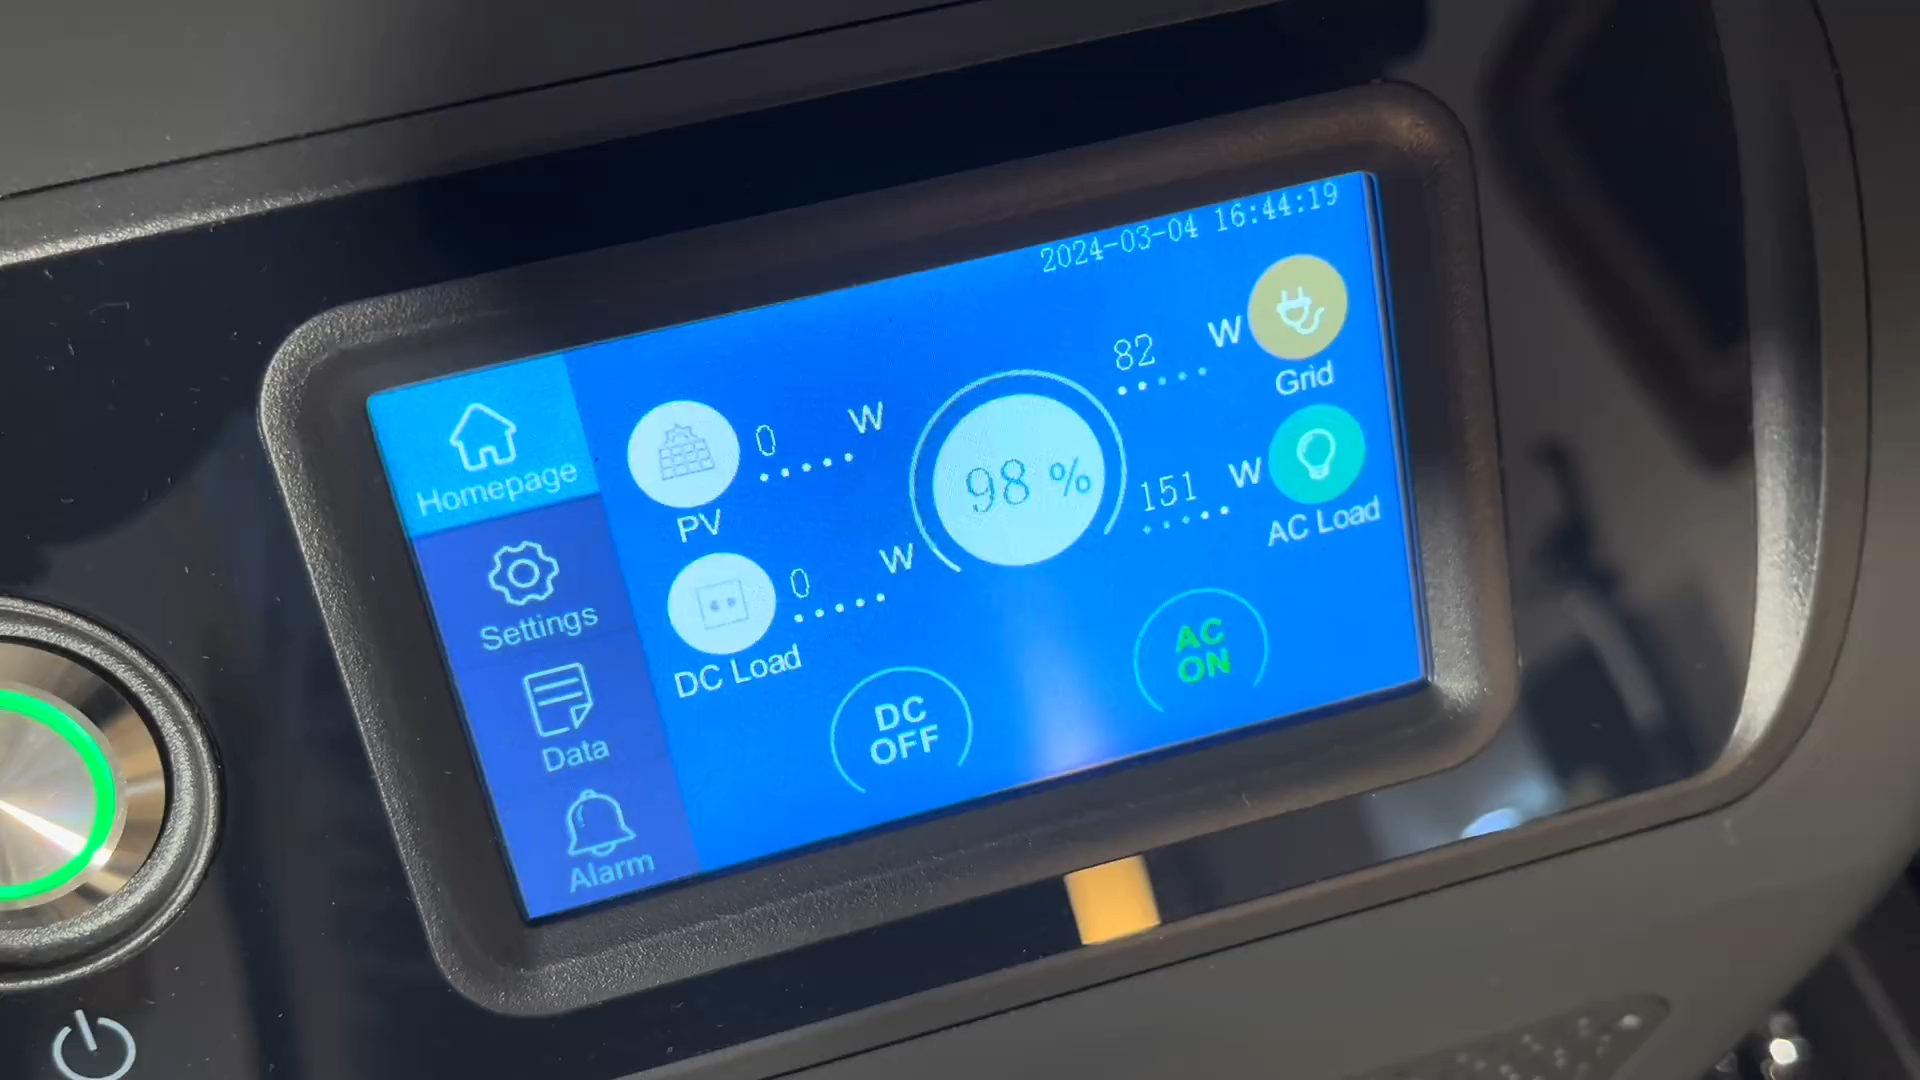 2024-03-04 16:44:19
Homepage
Settings
Data
Alarm
0 W
PV
0 W
DC Load
98 %
82 W
Grid
151 W
AC Load
DC
OFF
AC
ON